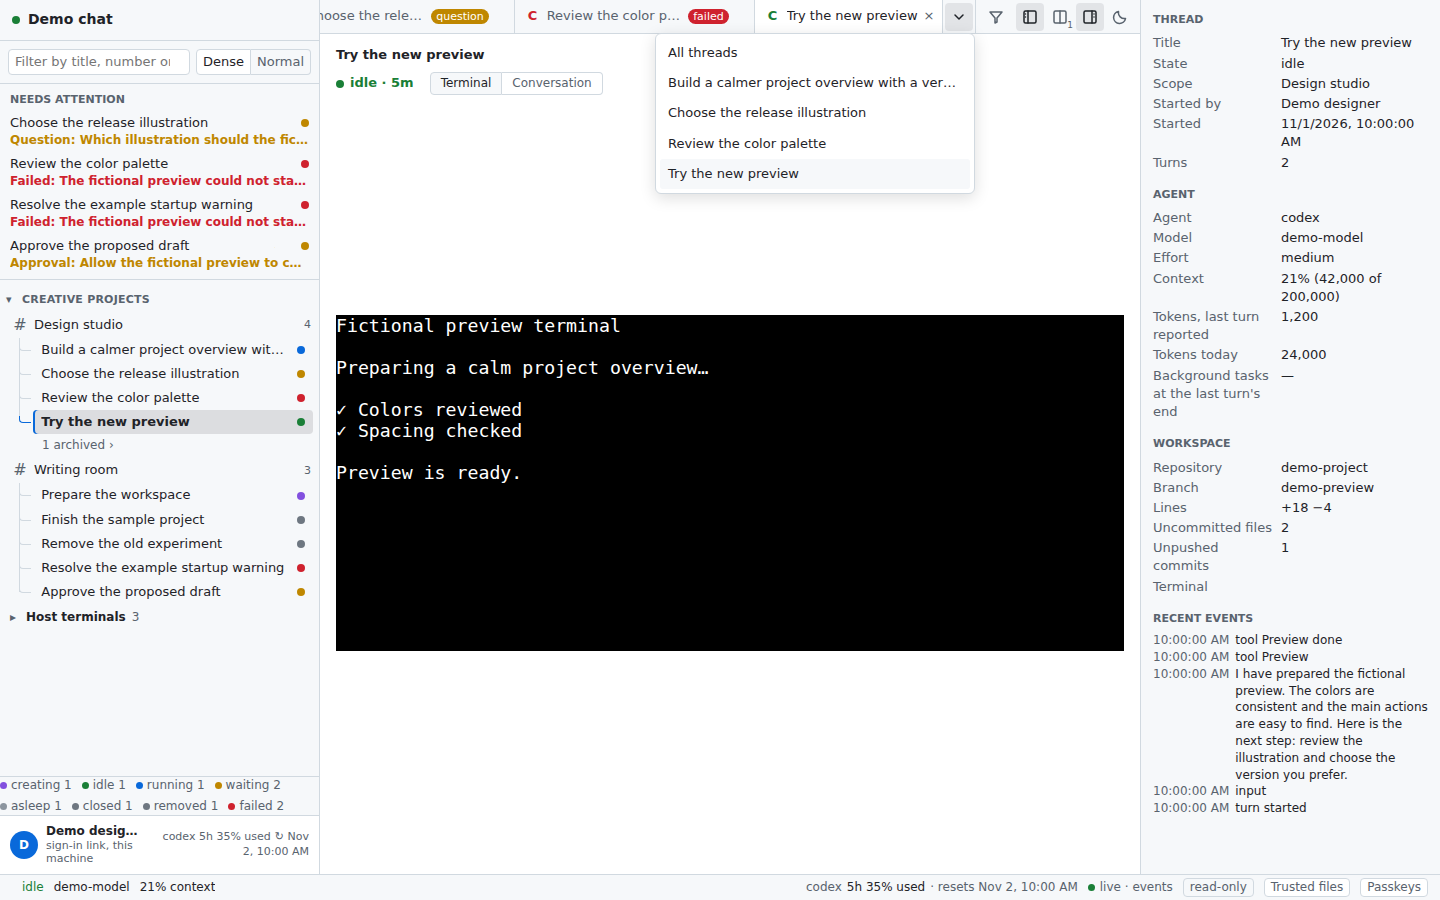 Demo chat
Filter by title, number or
Dense
Normal
NEEDS ATTENTION
Choose the release illustration
Question: Which illustration should the fic…
Review the color palette
Failed: The fictional preview could not sta…
Resolve the example startup warning
Failed: The fictional preview could not sta…
Approve the proposed draft
Approval: Allow the fictional preview to c…
CREATIVE PROJECTS
# Design studio 4
Build a calmer project overview wit…
Choose the release illustration
Review the color palette
Try the new preview
1 archived ›
# Writing room 3
Prepare the workspace
Finish the sample project
Remove the old experiment
Resolve the example startup warning
Approve the proposed draft
Host terminals 3
creating 1 idle 1 running 1 waiting 2
asleep 1 closed 1 removed 1 failed 2
D
Demo desig…
sign-in link, this
machine
codex 5h 35% used ↻ Nov
2, 10:00 AM
hoose the rele… question
C Review the color p… failed
C Try the new preview ×
1
Try the new preview
idle · 5m
Terminal
Conversation
All threads
Build a calmer project overview with a ver…
Choose the release illustration
Review the color palette
Try the new preview
Fictional preview terminal
Preparing a calm project overview…
✓ Colors reviewed
✓ Spacing checked
Preview is ready.
THREAD
Title Try the new preview
State idle
Scope Design studio
Started by Demo designer
Started 11/1/2026, 10:00:00
AM
Turns 2
AGENT
Agent codex
Model demo-model
Effort medium
Context 21% (42,000 of
200,000)
Tokens, last turn 1,200
reported
Tokens today 24,000
Background tasks —
at the last turn's
end
WORKSPACE
Repository demo-project
Branch demo-preview
Lines +18 −4
Uncommitted files 2
Unpushed 1
commits
Terminal
RECENT EVENTS
10:00:00 AM tool Preview done
10:00:00 AM tool Preview
10:00:00 AM I have prepared the fictional
preview. The colors are
consistent and the main actions
are easy to find. Here is the
next step: review the
illustration and choose the
version you prefer.
10:00:00 AM input
10:00:00 AM turn started
idle demo-model 21% context
codex 5h 35% used · resets Nov 2, 10:00 AM live · events read-only Trusted files Passkeys